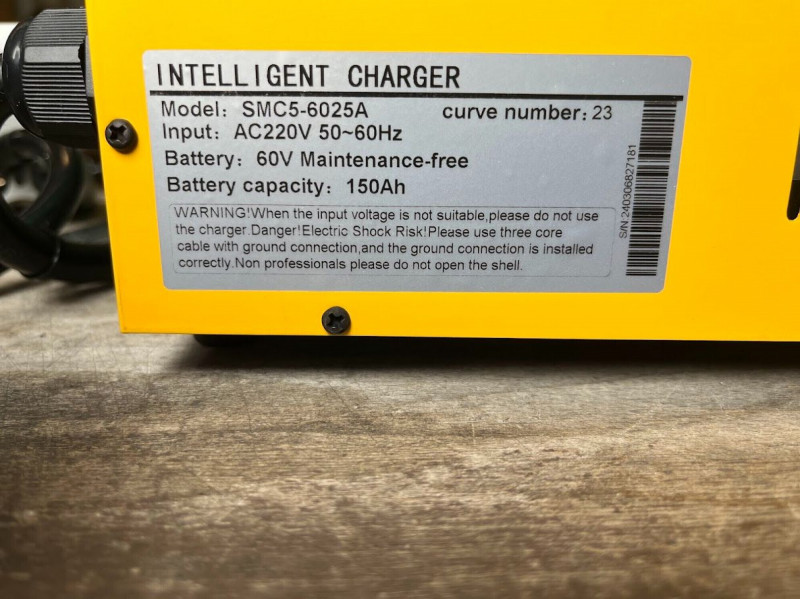 INTELLIGENT CHARGER
Model: SMC5-6025A curve number: 23
Input: AC220V 50~60Hz
Battery: 60V Maintenance-free
Battery capacity: 150Ah
WARNING!When the input voltage is not suitable,please do not use
the charger.Danger!Electric Shock Risk!Please use three core
cable with ground connection,and the ground connection is installed
correctly.Non professionals please do not open the shell.
S/N:240306827181